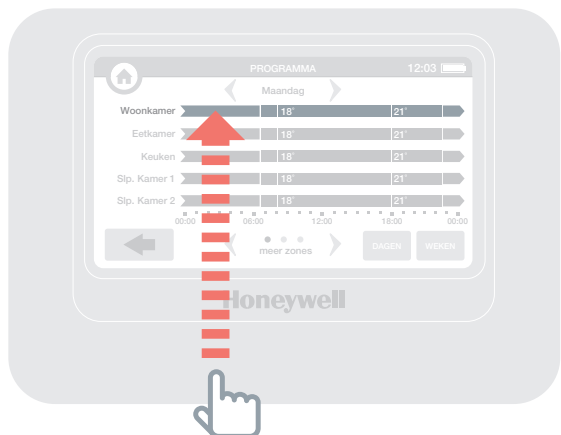 PROGRAMMA 12:03
Maandag
Woonkamer 18° 21°
Eetkamer 18° 21°
Keuken 18° 21°
Slp. Kamer 1 18° 21°
Slp. Kamer 2 18° 21°
00:00 06:00 12:00 18:00 00:00
meer zones DAGEN WEKEN
Honeywell